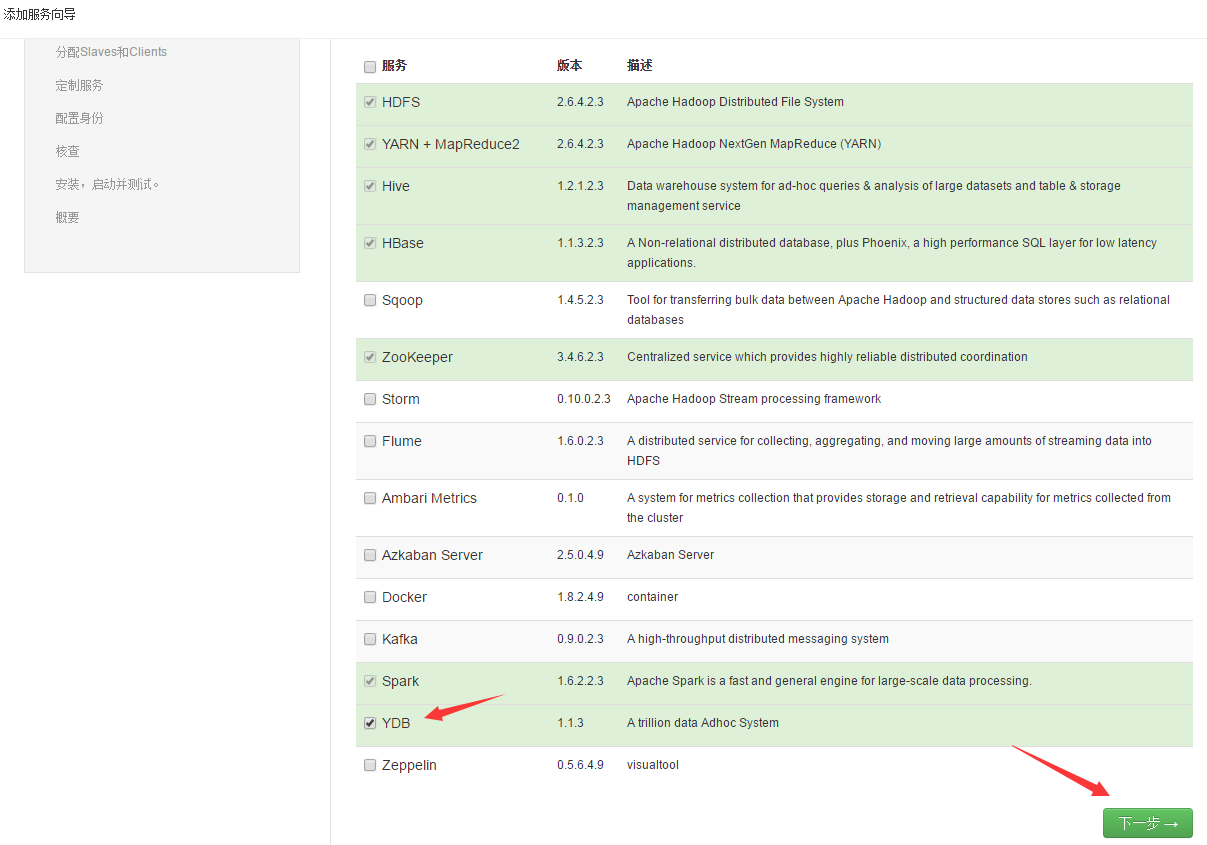 添加服务向导
分配Slaves和Clients
定制服务
配置身份
核查
安装，启动并测试。
概要
服务 版本 描述
HDFS 2.6.4.2.3 Apache Hadoop Distributed File System
YARN + MapReduce2 2.6.4.2.3 Apache Hadoop NextGen MapReduce (YARN)
Hive 1.2.1.2.3 Data warehouse system for ad-hoc queries & analysis of large datasets and table & storage
management service
HBase 1.1.3.2.3 A Non-relational distributed database, plus Phoenix, a high performance SQL layer for low latency
applications.
Sqoop 1.4.5.2.3 Tool for transferring bulk data between Apache Hadoop and structured data stores such as relational
databases
ZooKeeper 3.4.6.2.3 Centralized service which provides highly reliable distributed coordination
Storm 0.10.0.2.3 Apache Hadoop Stream processing framework
Flume 1.6.0.2.3 A distributed service for collecting, aggregating, and moving large amounts of streaming data into
HDFS
Ambari Metrics 0.1.0 A system for metrics collection that provides storage and retrieval capability for metrics collected from
the cluster
Azkaban Server 2.5.0.4.9 Azkaban Server
Docker 1.8.2.4.9 container
Kafka 0.9.0.2.3 A high-throughput distributed messaging system
Spark 1.6.2.2.3 Apache Spark is a fast and general engine for large-scale data processing.
YDB 1.1.3 A trillion data Adhoc System
Zeppelin 0.5.6.4.9 visualtool
下一步 →